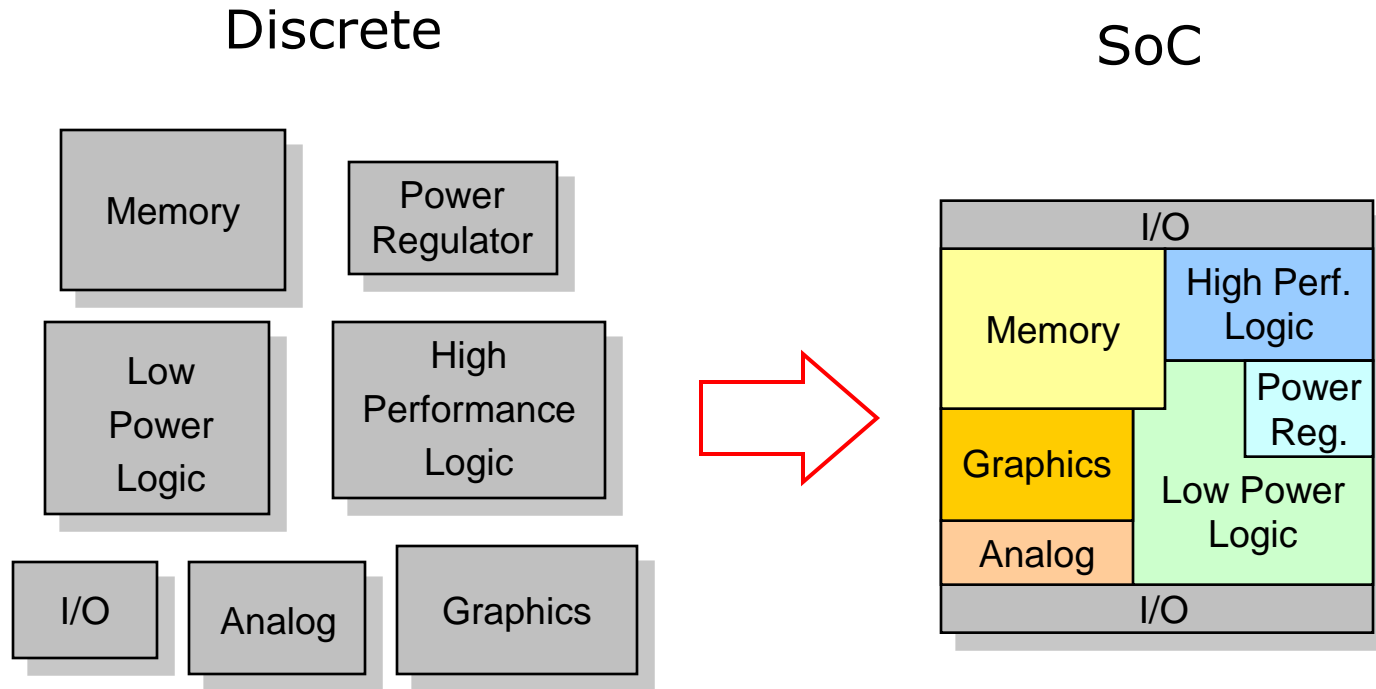 Discrete
SoC
Memory
Power
Regulator
Low
Power
Logic
High
Performance
Logic
I/O
Analog
Graphics
I/O
Memory
High Perf.
Logic
Power
Reg.
Graphics
Low Power
Logic
Analog
I/O